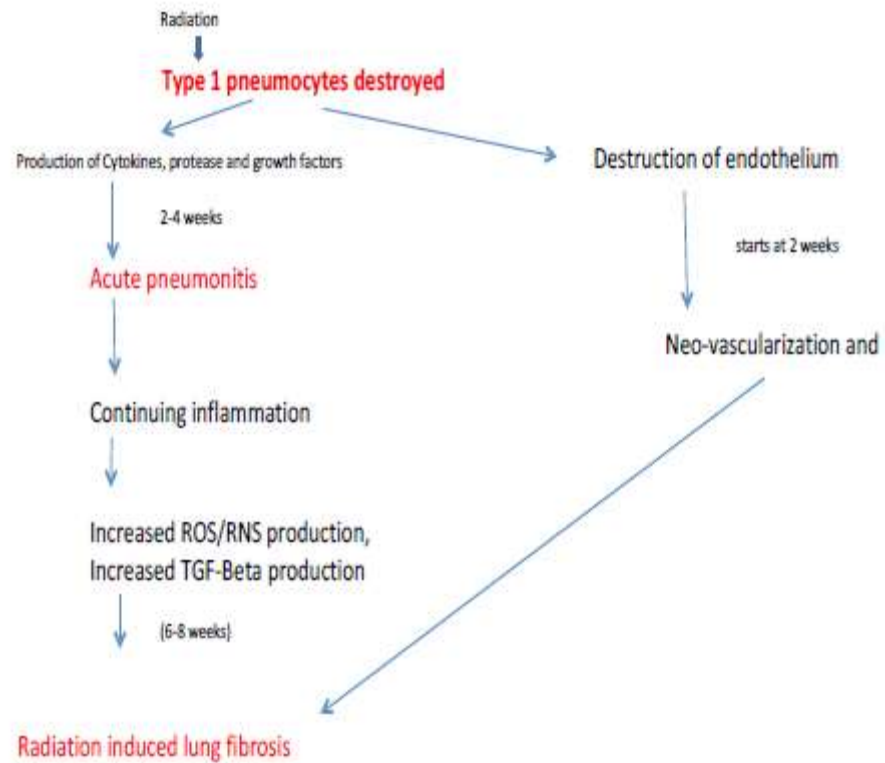 Radiation
Type 1 pneumocytes destroyed
Production of Cytokines, protease and growth factors
Destruction of endothelium
2-4 weeks
starts at 2 weeks
Acute pneumonitis
Neo-vascularization and
Continuing inflammation
Increased ROS/RNS production,
Increased TGF-Beta production
(6-8 weeks)
Radiation induced lung fibrosis